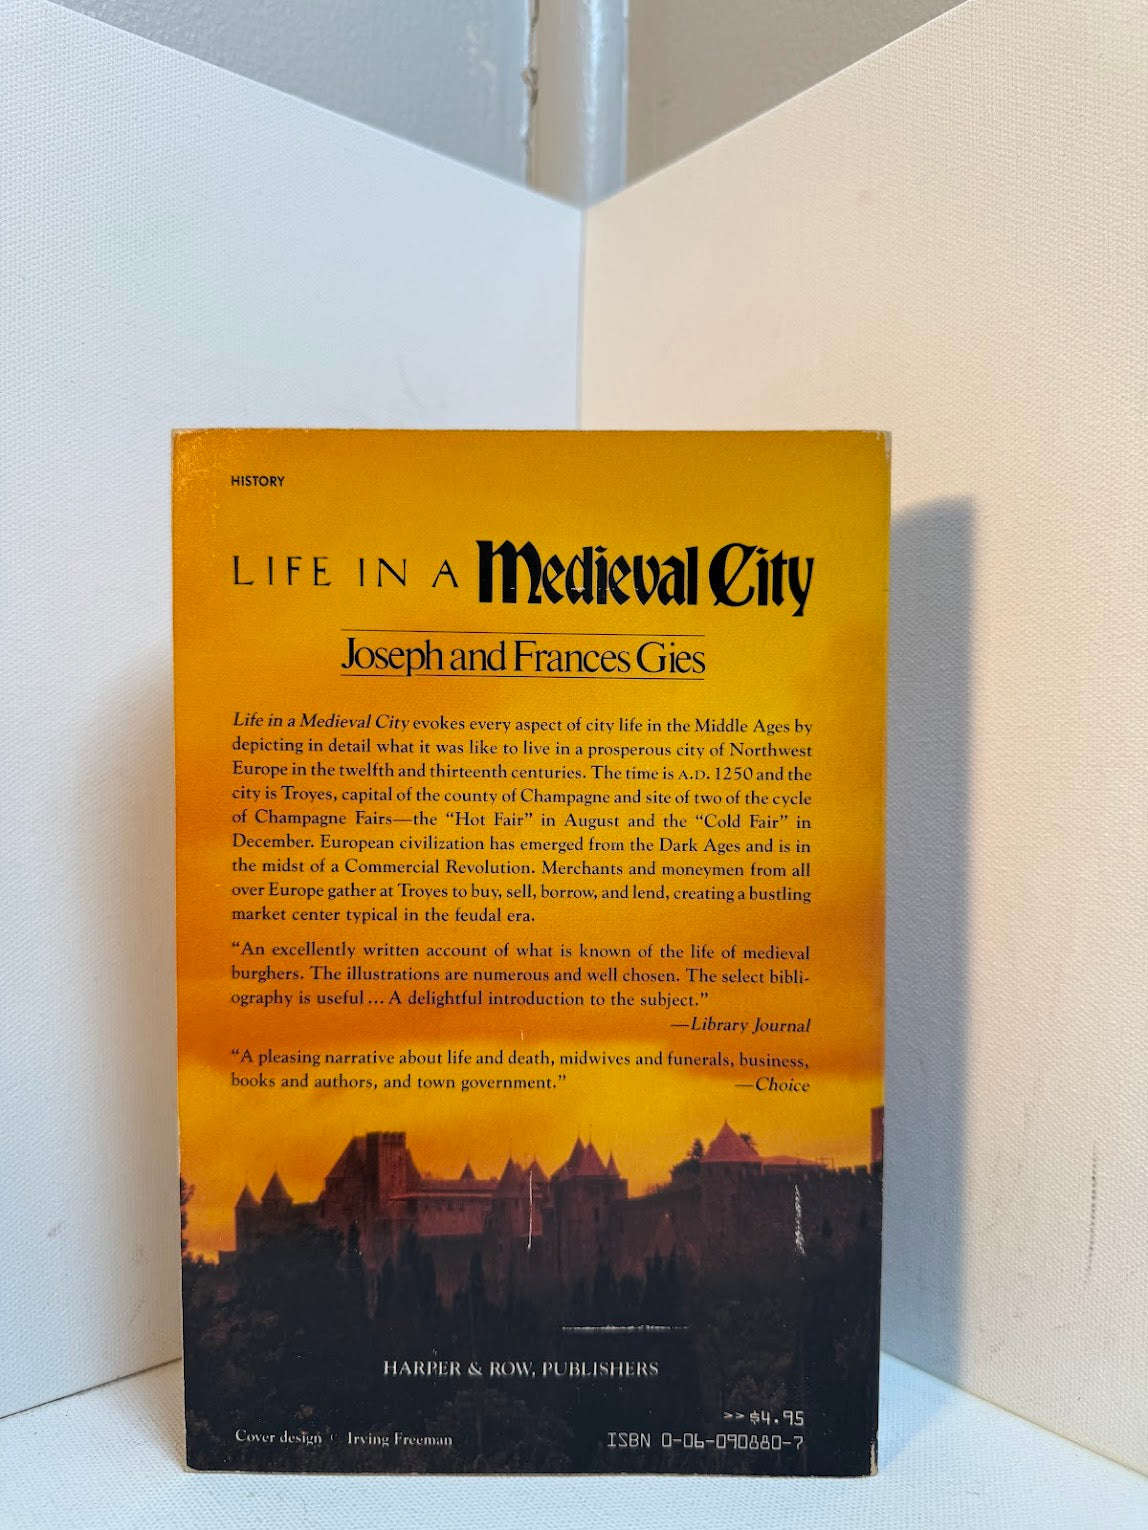 HISTORY
LIFE IN A Medieval City
Joseph and Frances Gies
Life in a Medieval City evokes every aspect of city life in the Middle Ages by
depicting in detail what it was like to live in a prosperous city of Northwest
Europe in the twelfth and thirteenth centuries. The time is A.D. 1250 and the
city is Troyes, capital of the county of Champagne and site of two of the cycle
of Champagne Fairs—the “Hot Fair” in August and the “Cold Fair” in
December. European civilization has emerged from the Dark Ages and is in
the midst of a Commercial Revolution. Merchants and moneymen from all
over Europe gather at Troyes to buy, sell, borrow, and lend, creating a bustling
market center typical in the feudal era.
“An excellently written account of what is known of the life of medieval
burghers. The illustrations are numerous and well chosen. The select bibli-
ography is useful ... A delightful introduction to the subject.”
—Library Journal
“A pleasing narrative about life and death, midwives and funerals, business,
books and authors, and town government.” —Choice
HARPER & ROW, PUBLISHERS
>> $4.95
Cover design Irving Freeman
ISBN 0-06-090880-7